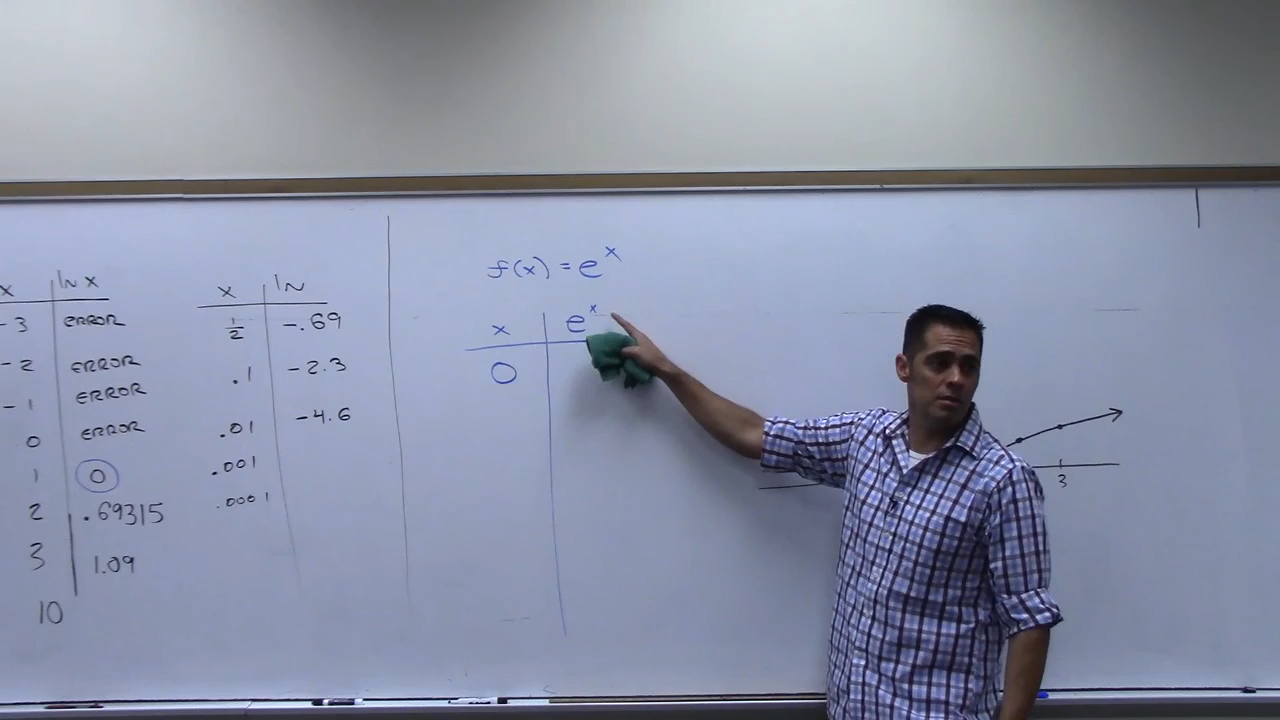 x ln x
-3 ERROR
-2 ERROR
-1 ERROR
0 ERROR
1 0
2 .69315
3 1.09
10
x ln
1/2 -.69
.1 -2.3
.01 -4.6
.001
.0001
f(x) = e^x
x e^x
0
3